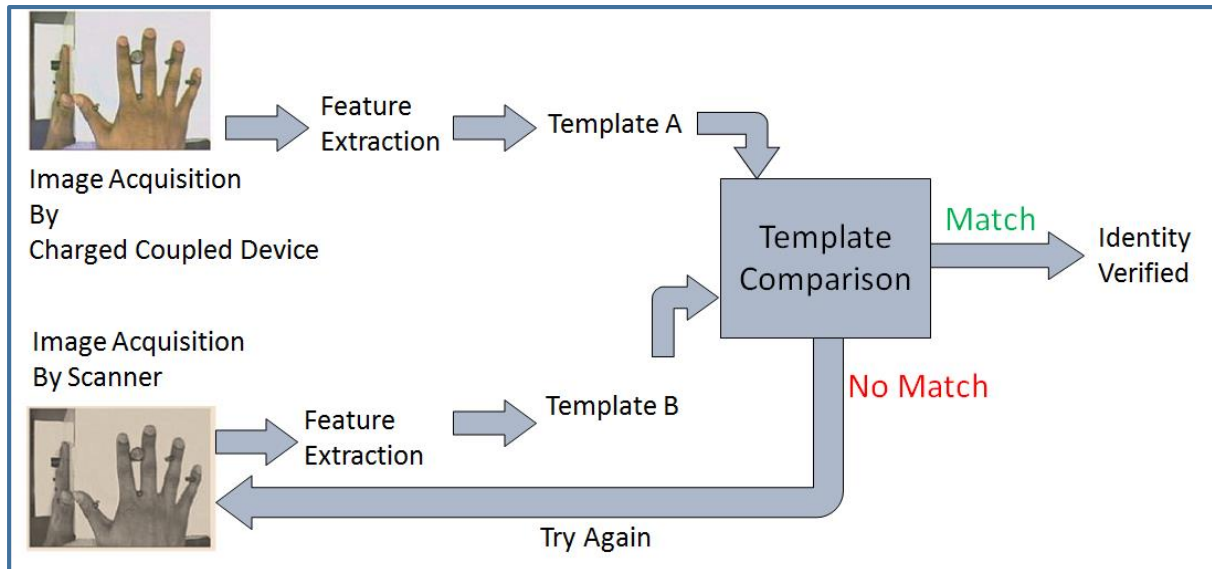 Feature
Extraction
Template A
Image Acquisition
By
Charged Coupled Device
Template
Comparison
Match
Identity
Verified
Image Acquisition
By Scanner
Feature
Extraction
Template B
No Match
Try Again